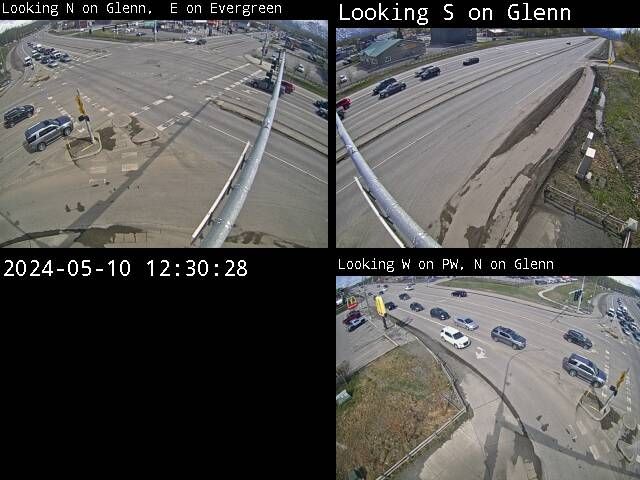 Looking N on Glenn,  E on Evergreen
Looking S on Glenn
2024-05-10 12:30:28
Looking W on PW, N on Glenn